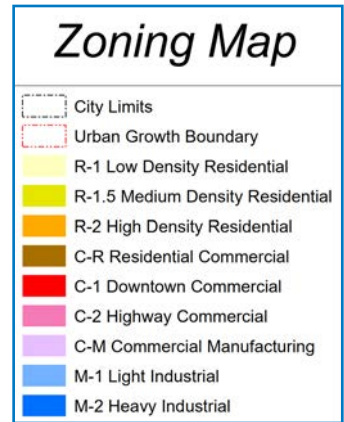 Zoning Map
City Limits
Urban Growth Boundary
R-1 Low Density Residential
R-1.5 Medium Density Residential
R-2 High Density Residential
C-R Residential Commercial
C-1 Downtown Commercial
C-2 Highway Commercial
C-M Commercial Manufacturing
M-1 Light Industrial
M-2 Heavy Industrial